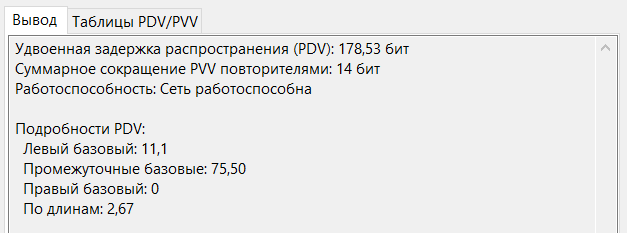 Вывод
Таблицы PDV/PVV
Удвоенная задержка распространения (PDV): 178,53 бит
Суммарное сокращение PVV повторителями: 14 бит
Работоспособность: Сеть работоспособна
Подробности PDV:
Левый базовый: 11,1
Промежуточные базовые: 75,50
Правый базовый: 0
По длинам: 2,67